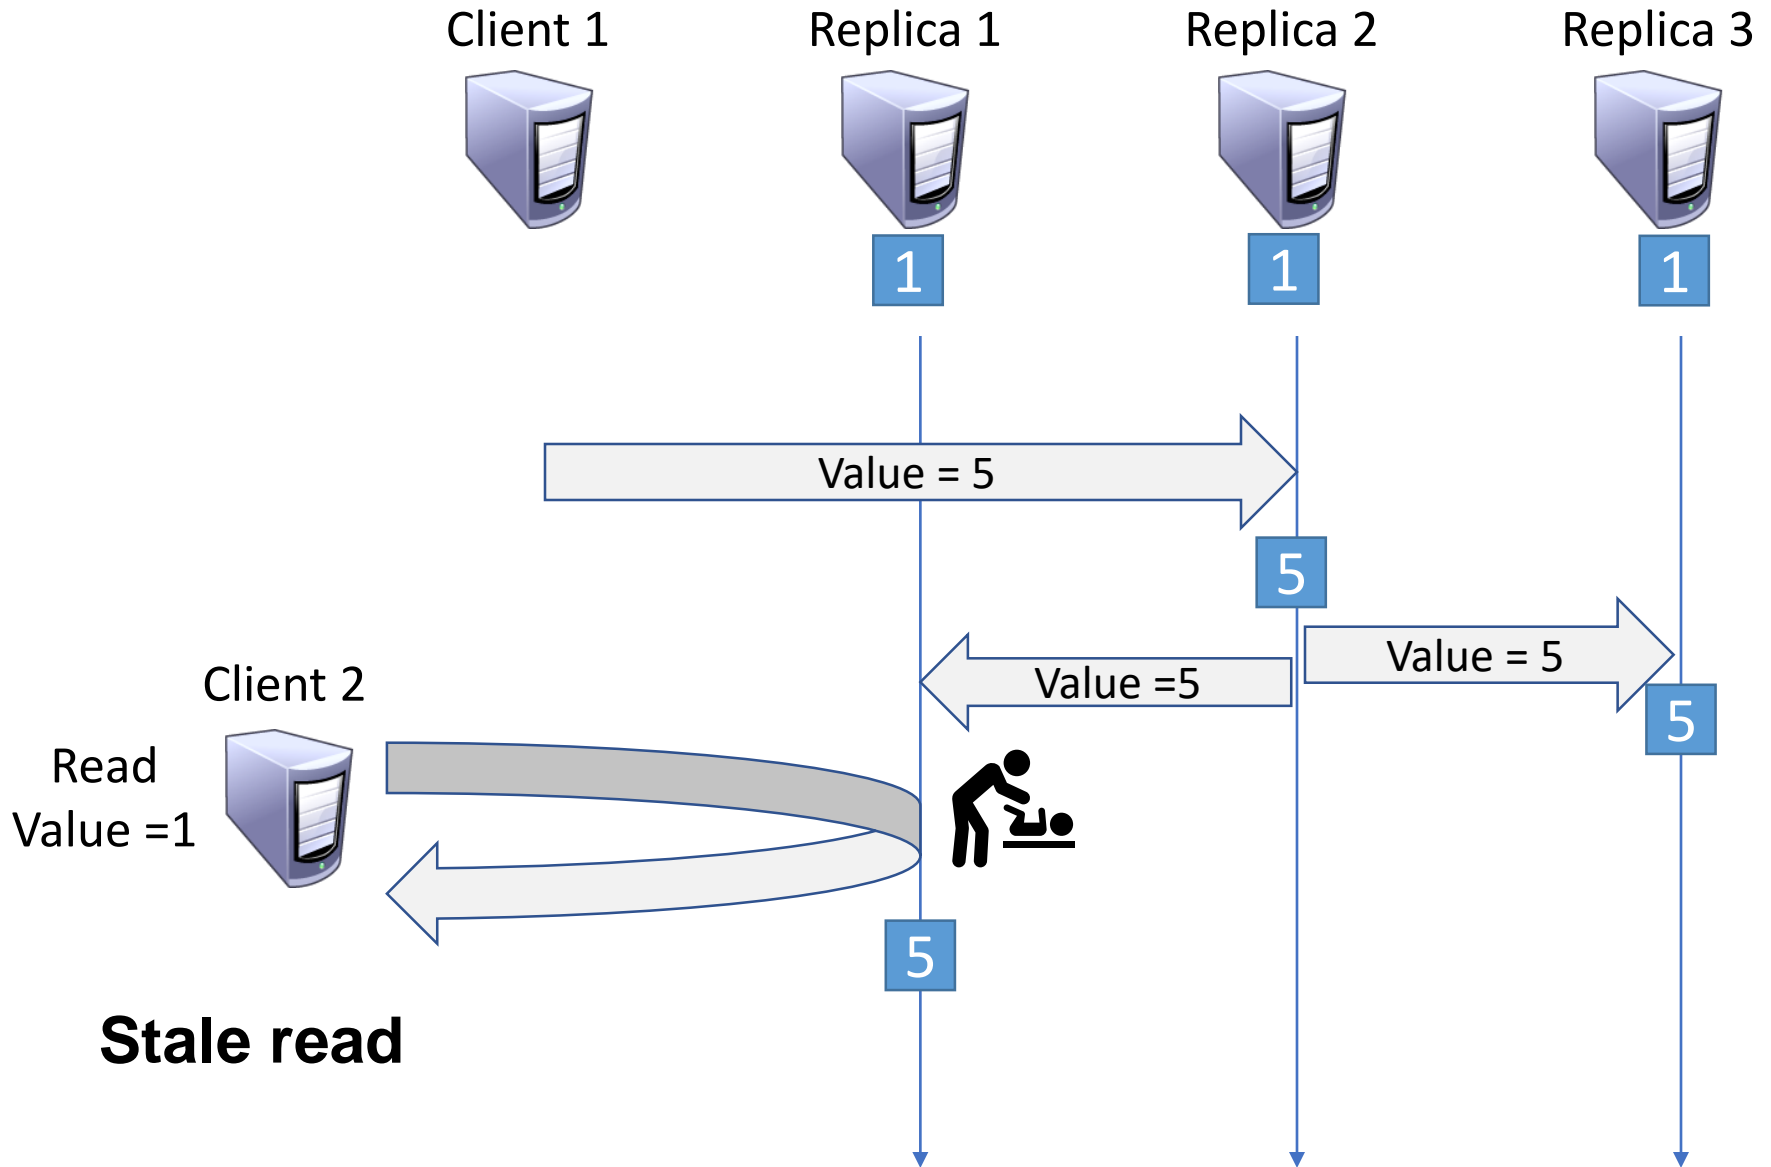 Client 1
Replica 1
Replica 2
Replica 3
1
1
1
Value = 5
5
Value = 5
Value =5
Client 2
5
Read
Value =1
5
Stale read